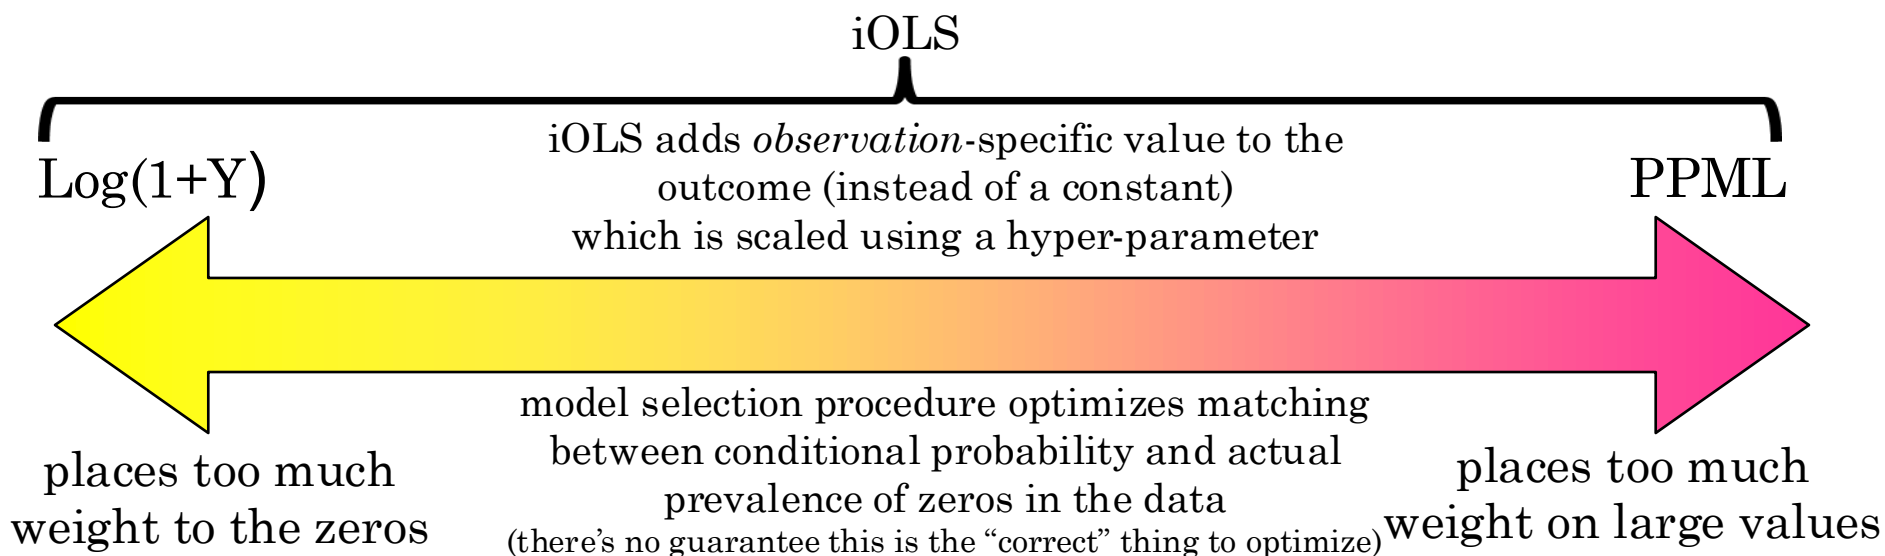 iOLS
Log(1+Y)
iOLS adds observation-specific value to the
outcome (instead of a constant)
which is scaled using a hyper-parameter
PPML
places too much
weight to the zeros
model selection procedure optimizes matching
between conditional probability and actual
prevalence of zeros in the data
(there's no guarantee this is the “corre” thing to optimize)
places too much
weight on large values